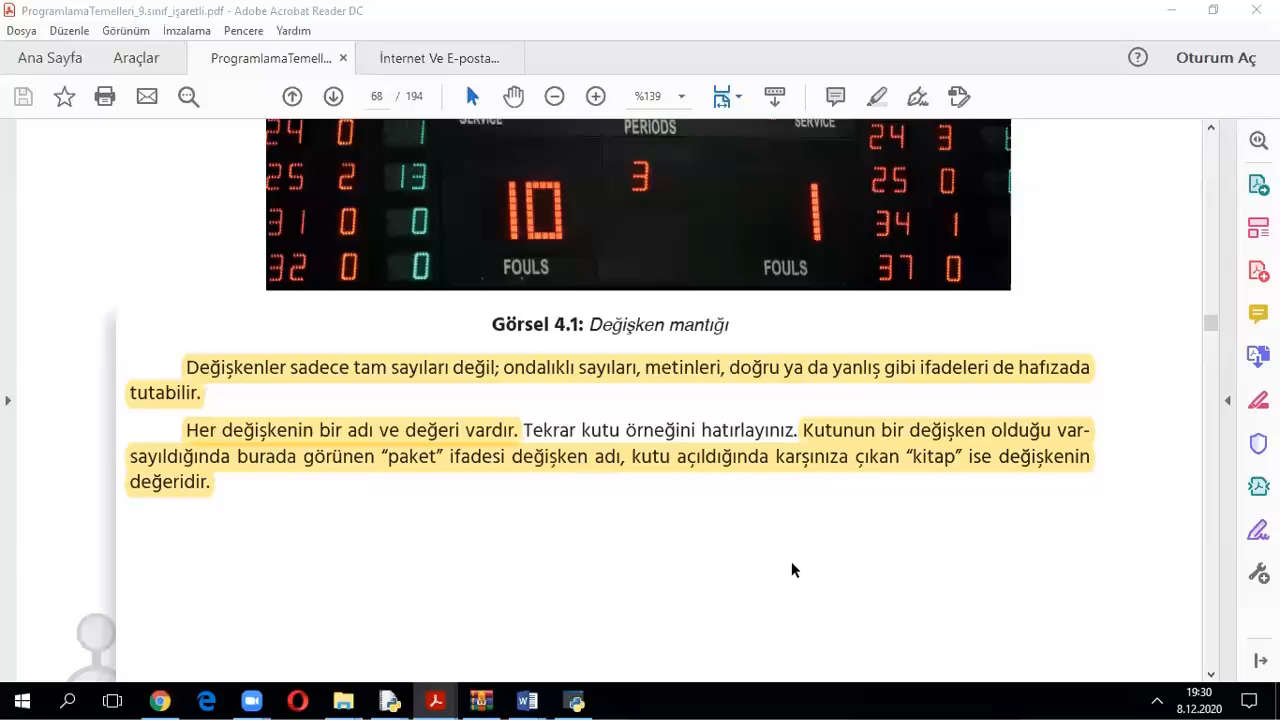 ProgramlamaTemelleri_9.sınıf_işaretli.pdf - Adobe Acrobat Reader DC
Dosya Düzenle Görünüm İmzalama Pencere Yardım
Ana Sayfa Araçlar ProgramlamaTemell... × İnternet Ve E-posta... ? Oturum Aç
68 / 194 %139
SERVICE PERIODS SERVICE
24 0 1 24 3
25 2 13 3 25 0
31 0 0 10 1 34 1
32 0 0 FOULS FOULS 37 0
Görsel 4.1: Değişken mantığı
Değişkenler sadece tam sayıları değil; ondalıklı sayıları, metinleri, doğru ya da yanlış gibi ifadeleri de hafızada
tutabilir.
Her değişkenin bir adı ve değeri vardır. Tekrar kutu örneğini hatırlayınız. Kutunun bir değişken olduğu var-
sayıldığında burada görünen “paket” ifadesi değişken adı, kutu açıldığında karşınıza çıkan “kitap” ise değişkenin
değeridir.
19:30
8.12.2020